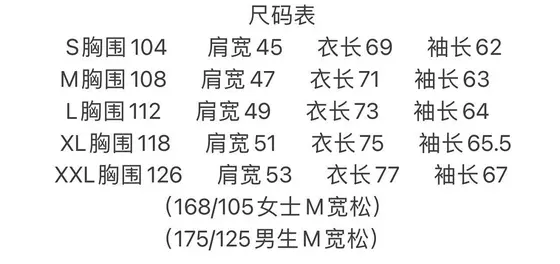 尺码表
S胸围104 肩宽45 衣长69 袖长62
M胸围108 肩宽47 衣长71 袖长63
L胸围112 肩宽49 衣长73 袖长64
XL胸围118 肩宽51 衣长75 袖长65.5
XXL胸围126 肩宽53 衣长77 袖长67
（168/105女士M宽松）
（175/125男生M宽松）